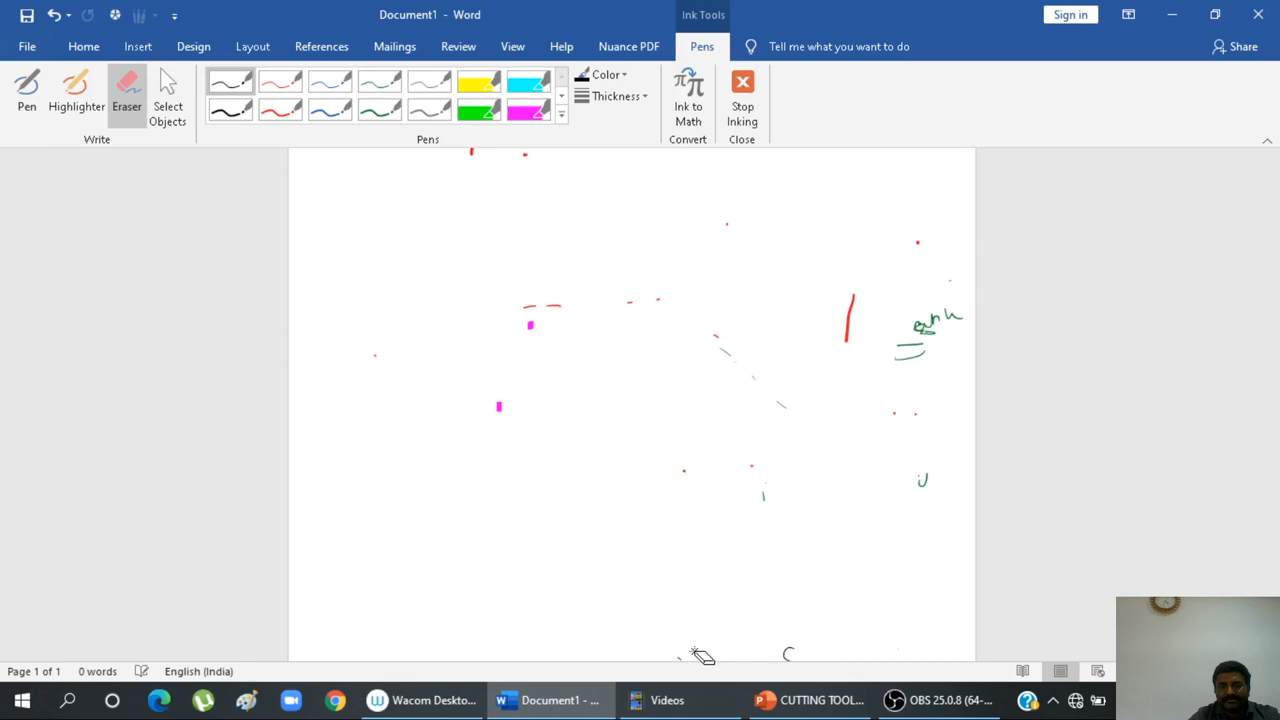 Document1 - Word
Ink Tools
Sign in
File
Home
Insert
Design
Layout
References
Mailings
Review
View
Help
Nuance PDF
Pens
Tell me what you want to do
Share
Pen
Highlighter
Eraser
Select
Objects
Color
Thickness
Ink to
Math
Stop
Inking
Write
Pens
Convert
Close
Page 1 of 1
0 words
English (India)
Wacom Deskto...
Document1 - ...
Videos
CUTTING TOOL...
OBS 25.0.8 (64-...